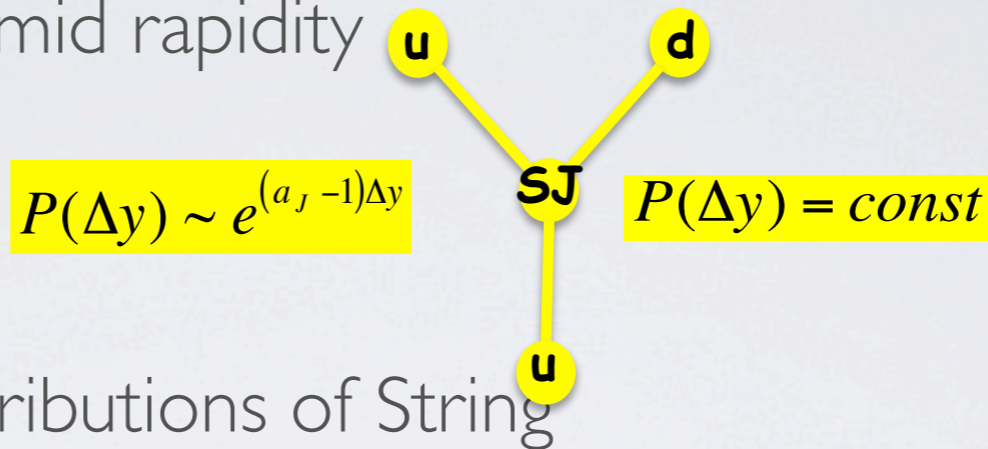 mid rapidity
u
d
P(Δy) ~ e^{(a_J −1)Δy}
SJ
P(Δy) = const
u
ributions of String